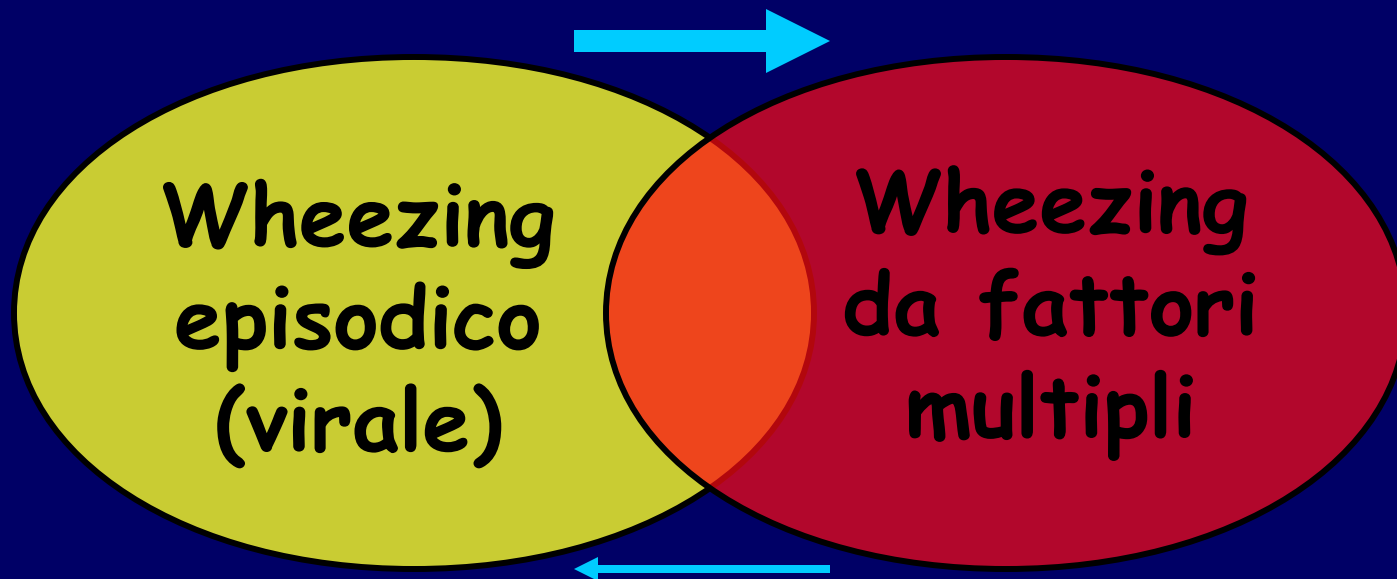 Wheezing
episodico
(virale)
Wheezing
da fattori
multipli